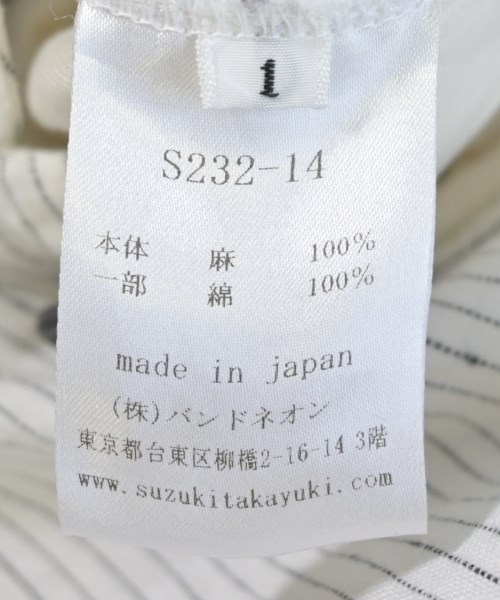 1
S232-14
本体 麻 100%
一部 綿 100%
made in japan
(株)バンドネオン
東京都台東区柳橋2-16-14 3階
www.suzukitakayuki.com